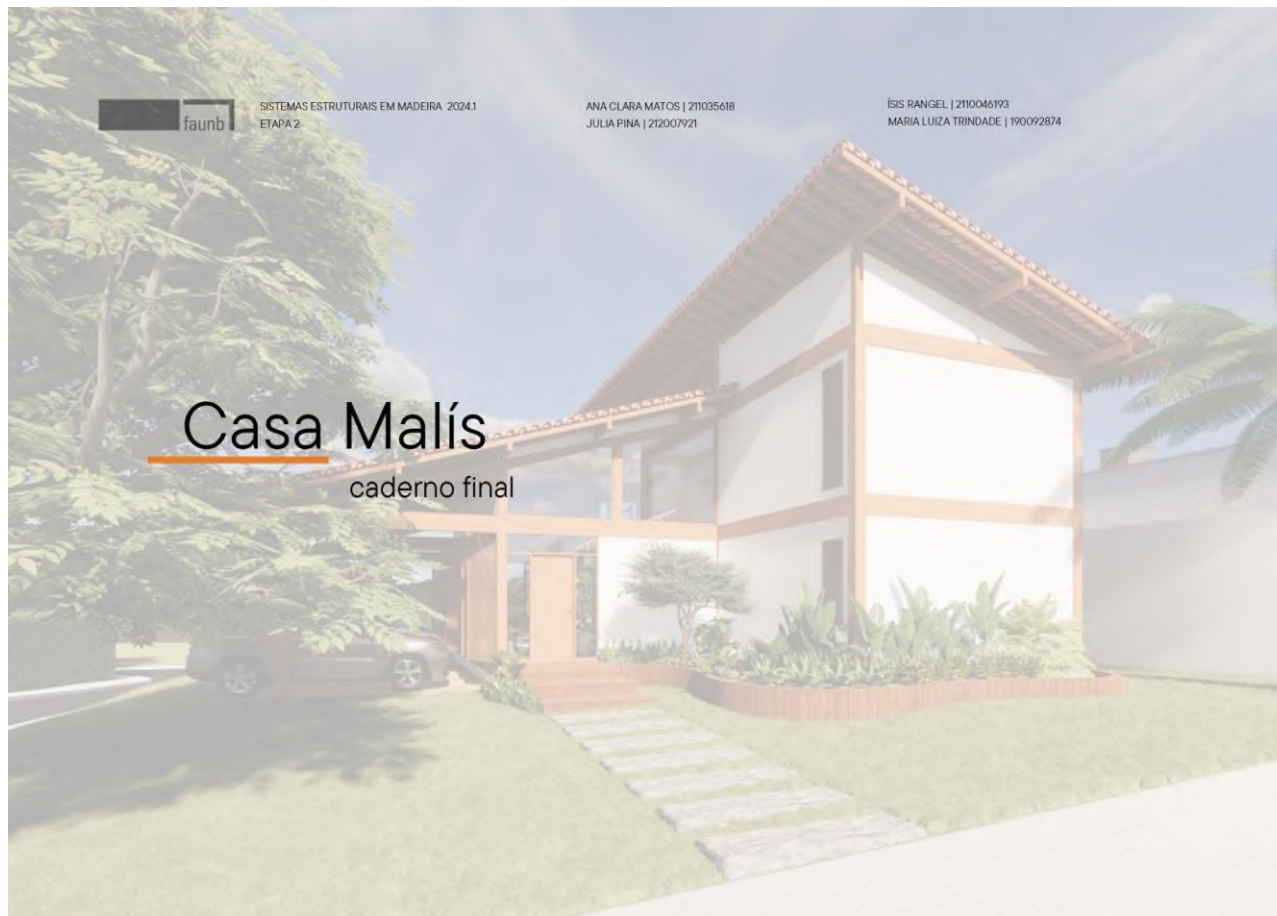 faunb
SISTEMAS ESTRUTURAIS EM MADEIRA 2024.1
ETAPA 2
ANA CLARA MATOS | 211035618
JULIA PINA | 212007921
ÍSIS RANGEL | 2110046193
MARIA LUIZA TRINDADE | 190092874
Casa Malís
caderno final